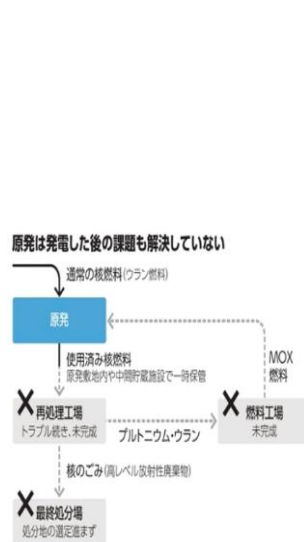 原発は発電した後の課題も解決していない
通常の核燃料(ウラン燃料)
原発
使用済み核燃料
原発敷地内や中間貯蔵施設で一時保管
MOX
燃料
再処理工場
トラブル続き、未完成
プルトニウム・ウラン
燃料工場
未完成
核のごみ(高レベル放射性廃棄物)
最終処分場
処分地の選定進まず